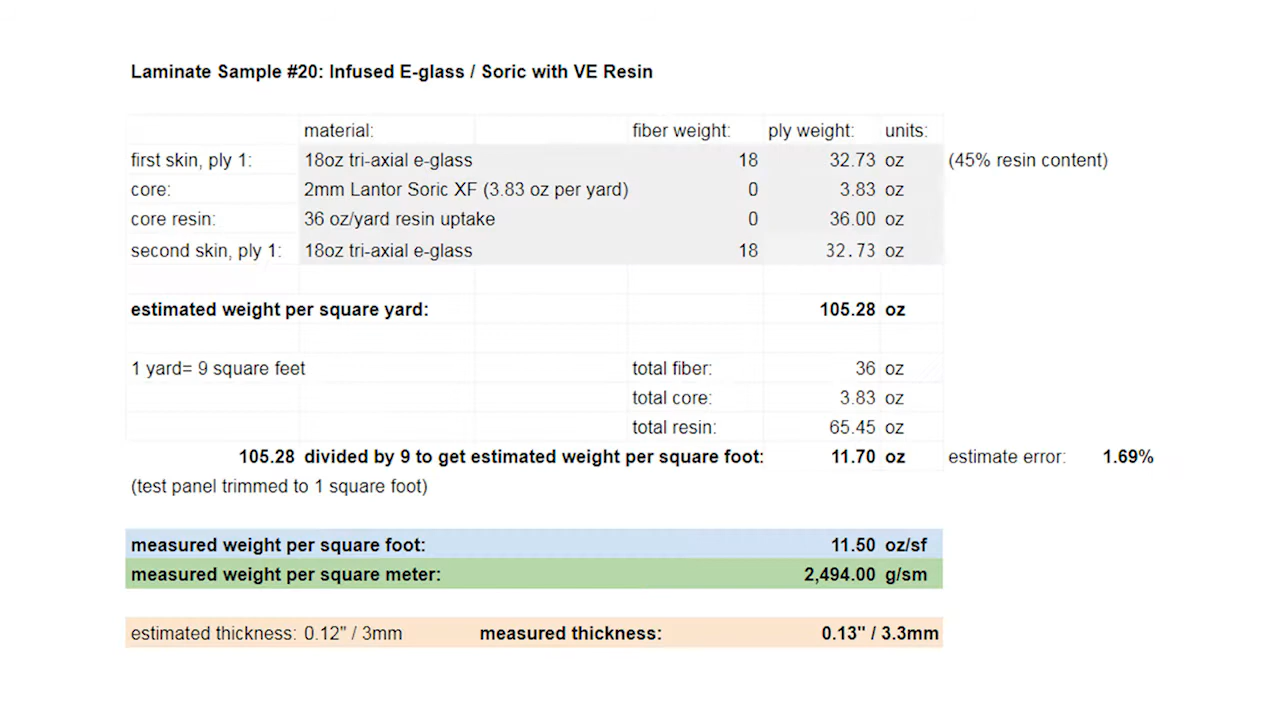 Laminate Sample #20: Infused E-glass / Soric with VE Resin
material: fiber weight: ply weight: units:
first skin, ply 1: 18oz tri-axial e-glass 18 32.73 oz (45% resin content)
core: 2mm Lantor Soric XF (3.83 oz per yard) 0 3.83 oz
core resin: 36 oz/yard resin uptake 0 36.00 oz
second skin, ply 1: 18oz tri-axial e-glass 18 32.73 oz
estimated weight per square yard: 105.28 oz
1 yard= 9 square feet total fiber: 36 oz
total core: 3.83 oz
total resin: 65.45 oz
105.28 divided by 9 to get estimated weight per square foot: 11.70 oz estimate error: 1.69%
(test panel trimmed to 1 square foot)
measured weight per square foot: 11.50 oz/sf
measured weight per square meter: 2,494.00 g/sm
estimated thickness: 0.12" / 3mm measured thickness: 0.13" / 3.3mm